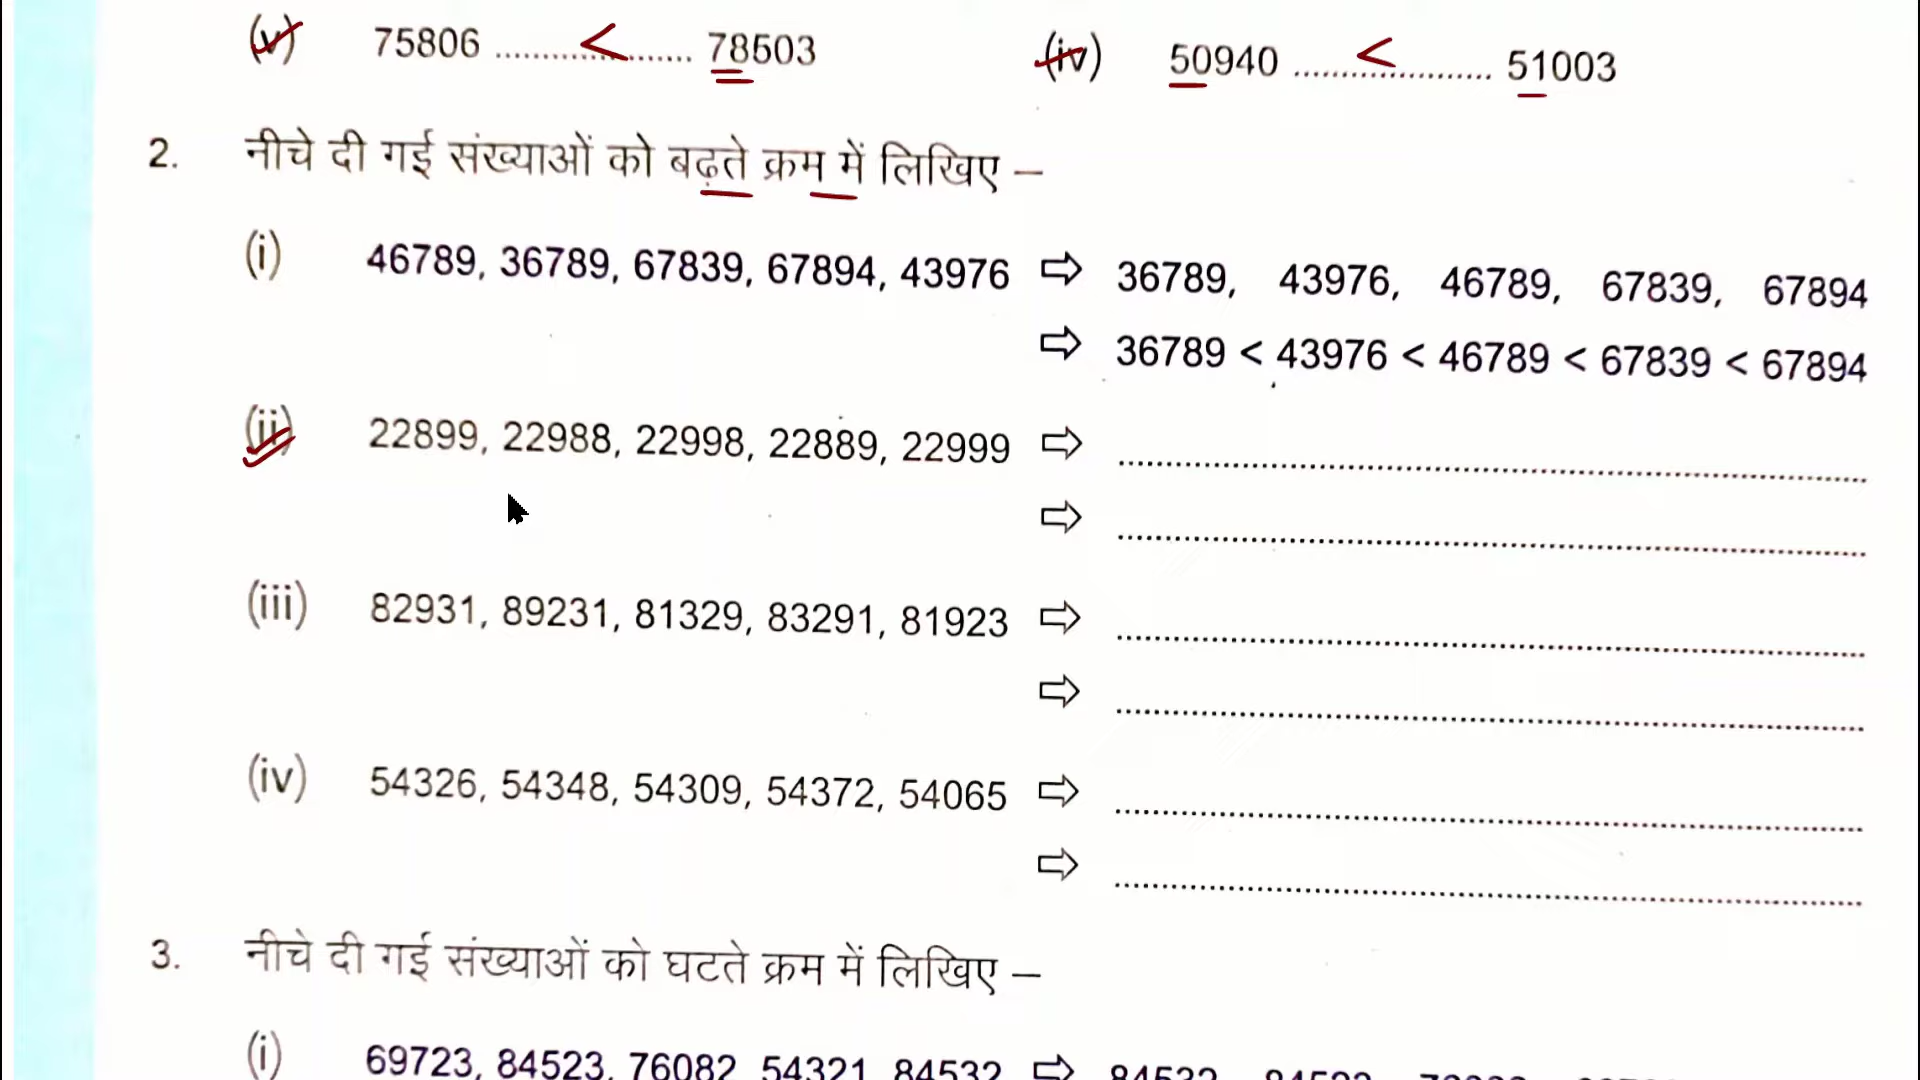 (v) 75806 .................... < .................... 78503 (iv) 50940 .................... < .................... 51003
2. नीचे दी गई संख्याओं को बढ़ते क्रम में लिखिए –
(i) 46789, 36789, 67839, 67894, 43976 ⇨ 36789, 43976, 46789, 67839, 67894
⇨ 36789 < 43976 < 46789 < 67839 < 67894
(ii) 22899, 22988, 22998, 22889, 22999 ⇨ ....................
⇨ ....................
(iii) 82931, 89231, 81329, 83291, 81923 ⇨ ....................
⇨ ....................
(iv) 54326, 54348, 54309, 54372, 54065 ⇨ ....................
⇨ ....................
3. नीचे दी गई संख्याओं को घटते क्रम में लिखिए –
(i) 69723, 84523, 76082, 54321, 84532 ⇨ 84532, 84523,